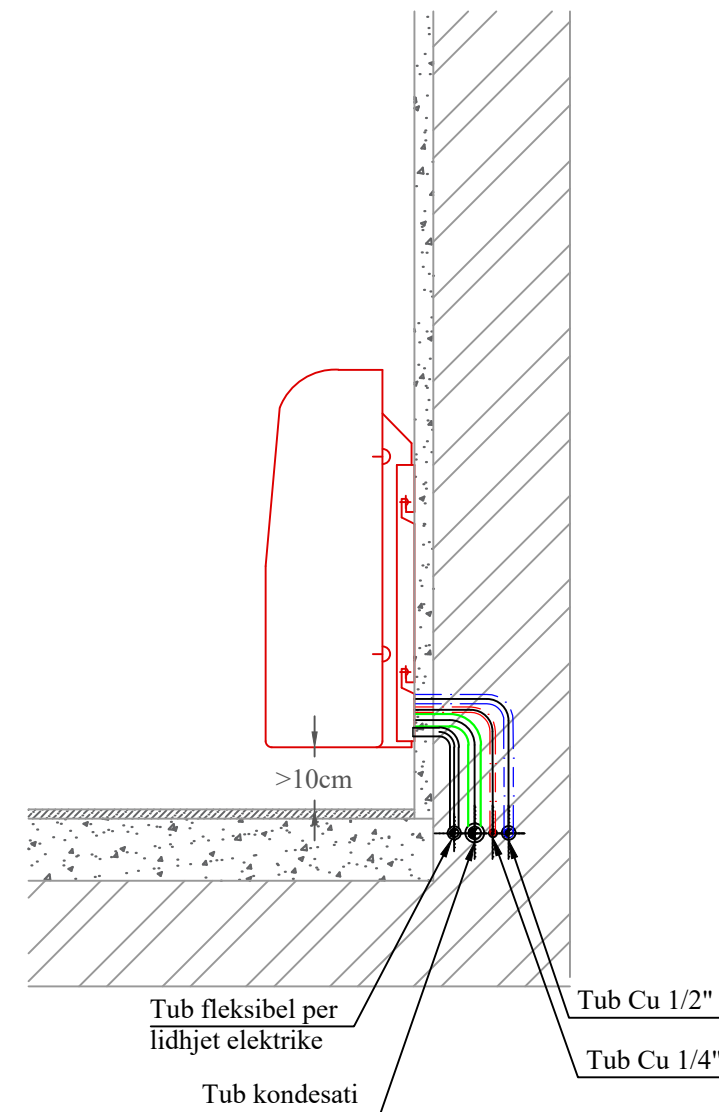 >10cm
Tub fleksibel per
lidhjet elektrike
Tub kondesati
Tub Cu 1/2"
Tub Cu 1/4"